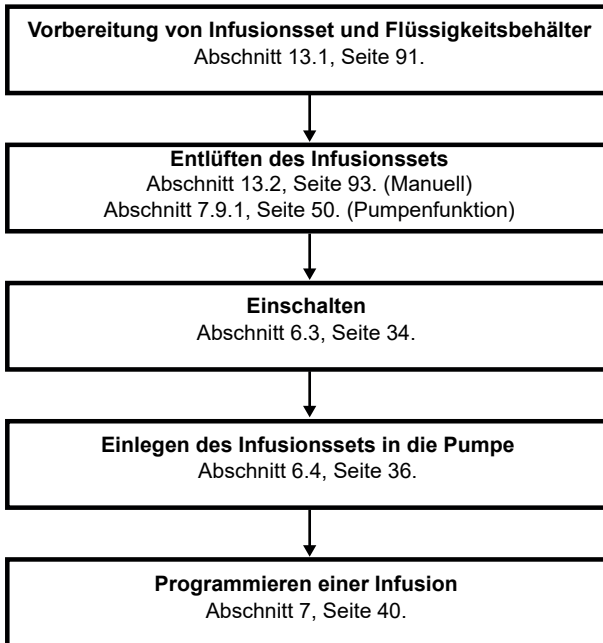 Vorbereitung von Infusionsset und Flüssigkeitsbehälter
Abschnitt 13.1, Seite 91.
Entlüften des Infusionssets
Abschnitt 13.2, Seite 93. (Manuell)
Abschnitt 7.9.1, Seite 50. (Pumpenfunktion)
Einschalten
Abschnitt 6.3, Seite 34.
Einlegen des Infusionssets in die Pumpe
Abschnitt 6.4, Seite 36.
Programmieren einer Infusion
Abschnitt 7, Seite 40.